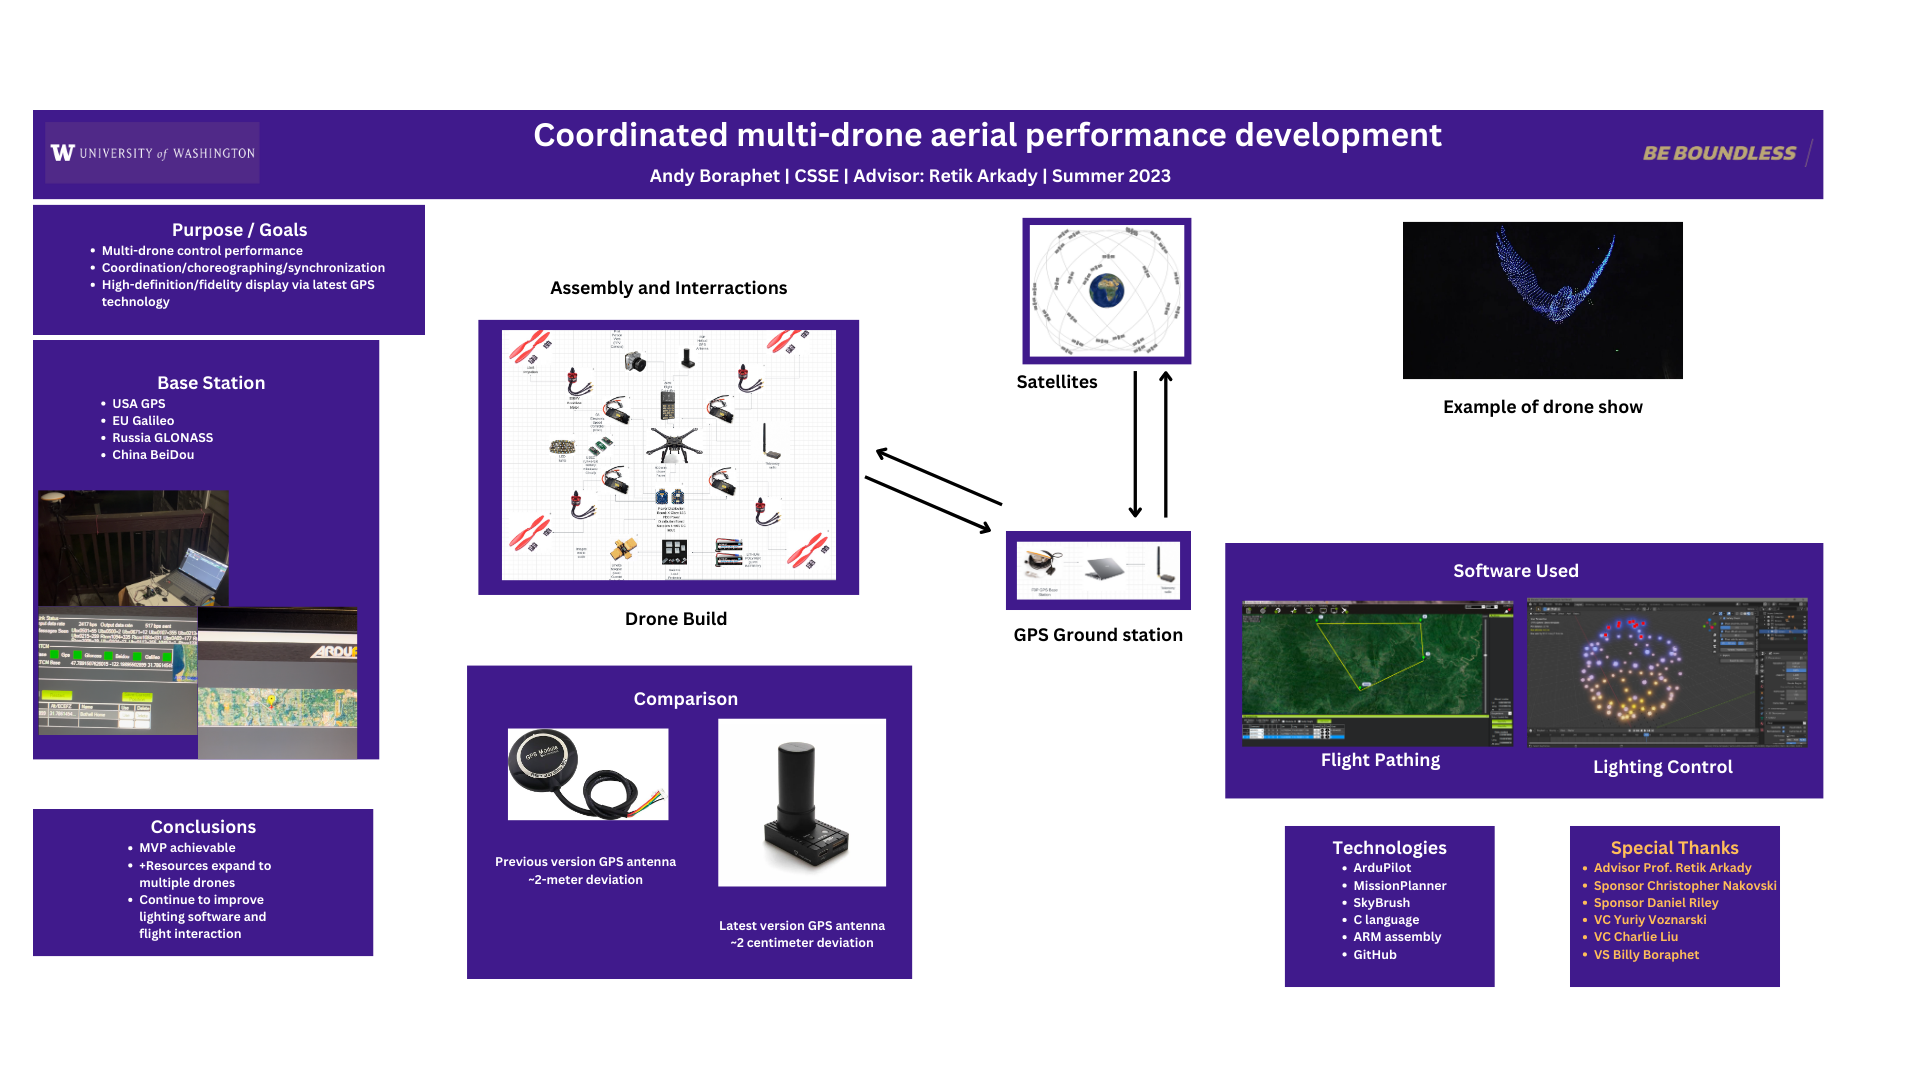 W UNIVERSITY of WASHINGTON
Coordinated multi-drone aerial performance development
Andy Boraphet | CSSE | Advisor: Retik Arkady | Summer 2023
BE BOUNDLESS
Purpose / Goals
• Multi-drone control performance
• Coordination/choreographing/synchronization
• High-definition/fidelity display via latest GPS
technology
Base Station
• USA GPS
• EU Galileo
• Russia GLONASS
• China BeiDou
Conclusions
• MVP achievable
• +Resources expand to
multiple drones
• Continue to improve
lighting software and
flight interaction
Assembly and Interractions
Drone Build
Comparison
GPS Module
Previous version GPS antenna
~2-meter deviation
Latest version GPS antenna
~2 centimeter deviation
Satellites
GPS Ground station
Example of drone show
Software Used
Flight Pathing
Lighting Control
Technologies
• ArduPilot
• MissionPlanner
• SkyBrush
• C language
• ARM assembly
• GitHub
Special Thanks
• Advisor Prof. Retik Arkady
• Sponsor Christopher Nakovski
• Sponsor Daniel Riley
• VC Yuriy Voznarski
• VC Charlie Liu
• VS Billy Boraphet